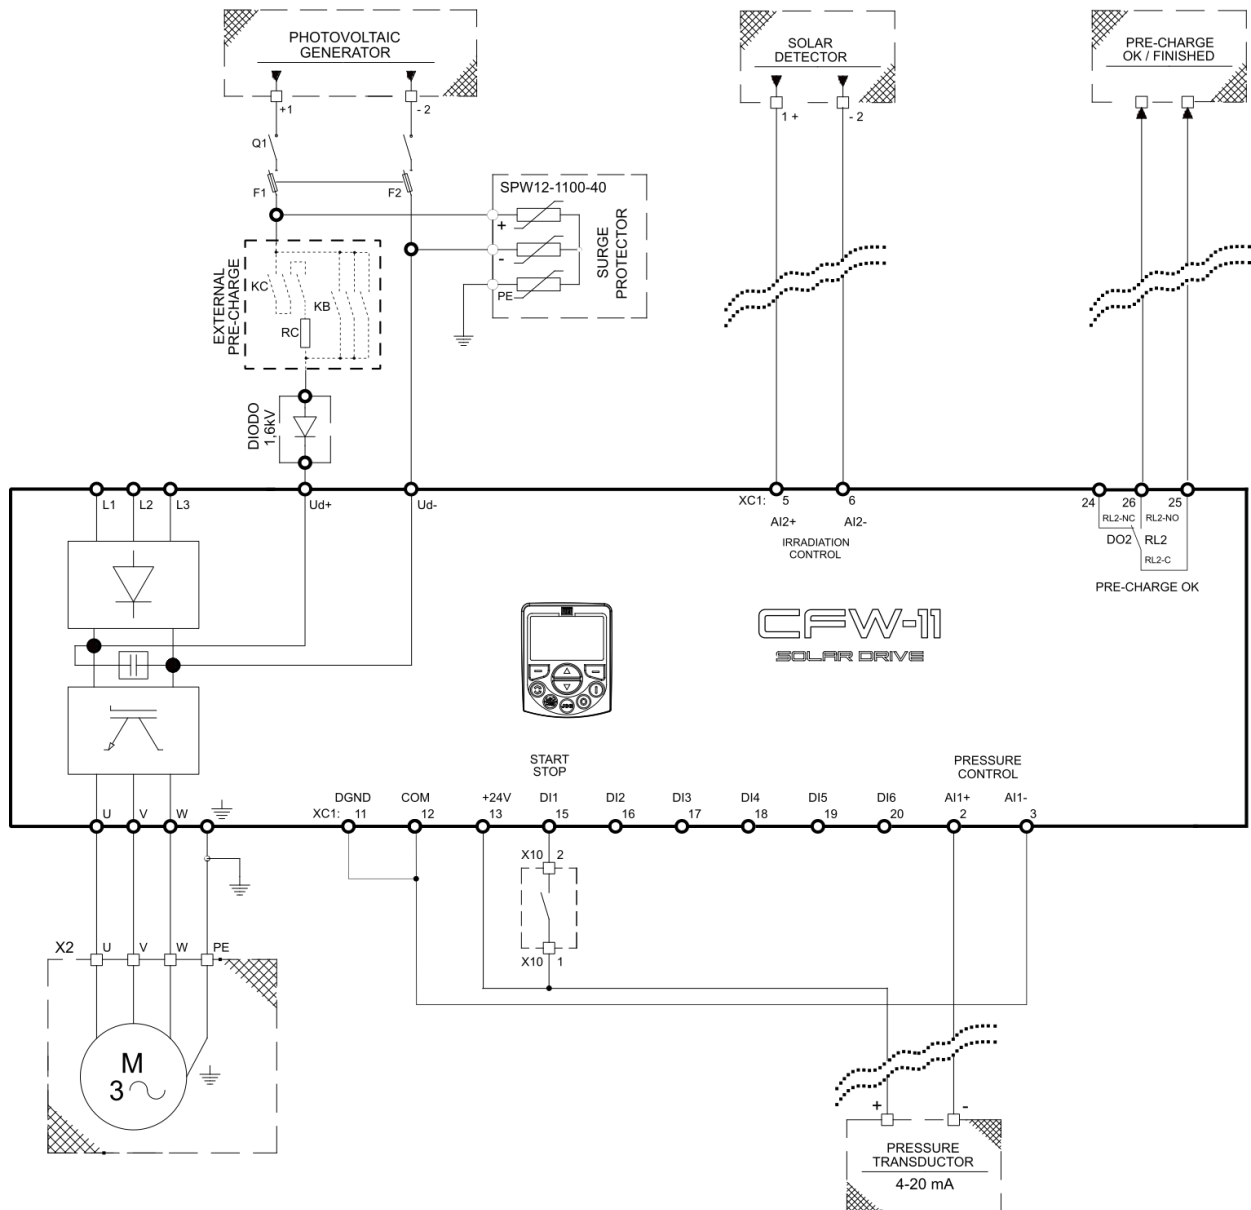 PHOTOVOLTAIC
GENERATOR
+1
- 2
SOLAR
DETECTOR
1 +
- 2
PRE-CHARGE
OK / FINISHED
Q1
F1
F2
SPW12-1100-40
+
-
PE
SURGE
PROTECTOR
EXTERNAL
PRE-CHARGE
KC
KB
RC
DIODO
1,6kV
L1
L2
L3
Ud+
Ud-
XC1:
5
6
AI2+
AI2-
IRRADIATION
CONTROL
24
26
25
RL2-NC
RL2-NO
DO2
RL2
RL2-C
PRE-CHARGE OK
CFW-11
SOLAR DRIVE
START
STOP
PRESSURE
CONTROL
U
V
W
DGND
COM
+24V
DI1
DI2
DI3
DI4
DI5
DI6
AI1+
AI1-
XC1:
11
12
13
15
16
17
18
19
20
2
3
X10
2
X10
1
X2
U
V
W
PE
M
3
+
-
PRESSURE
TRANSDUCTOR
4-20 mA